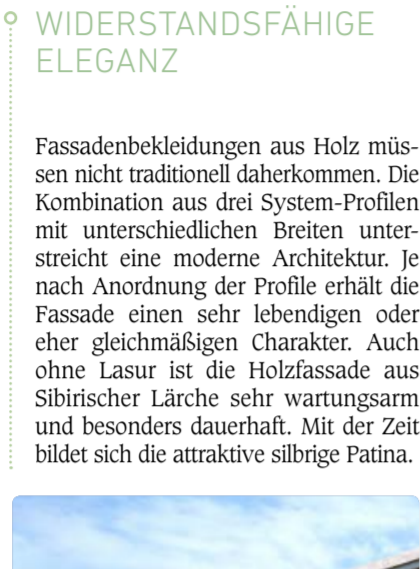 WIDERSTANDSFÄHIGE
ELEGANZ
Fassadenbekleidungen aus Holz müs-
sen nicht traditionell daherkommen. Die
Kombination aus drei System-Profilen
mit unterschiedlichen Breiten unter-
streicht eine moderne Architektur. Je
nach Anordnung der Profile erhält die
Fassade einen sehr lebendigen oder
eher gleichmäßigen Charakter. Auch
ohne Lasur ist die Holzfassade aus
Sibirischer Lärche sehr wartungsarm
und besonders dauerhaft. Mit der Zeit
bildet sich die attraktive silbrige Patina.